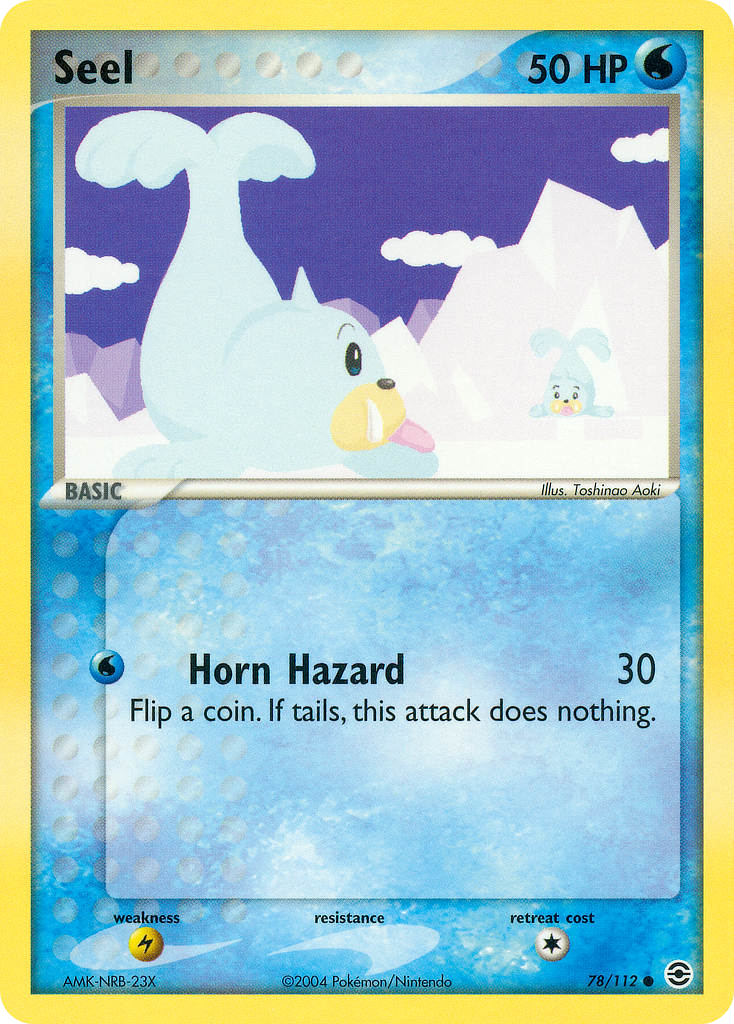 Seel
50 HP
BASIC
Illus. Toshinao Aoki
Horn Hazard 30
Flip a coin. If tails, this attack does nothing.
weakness resistance retreat cost
AMK-NRB-23X ©2004 Pokémon/Nintendo 78/112